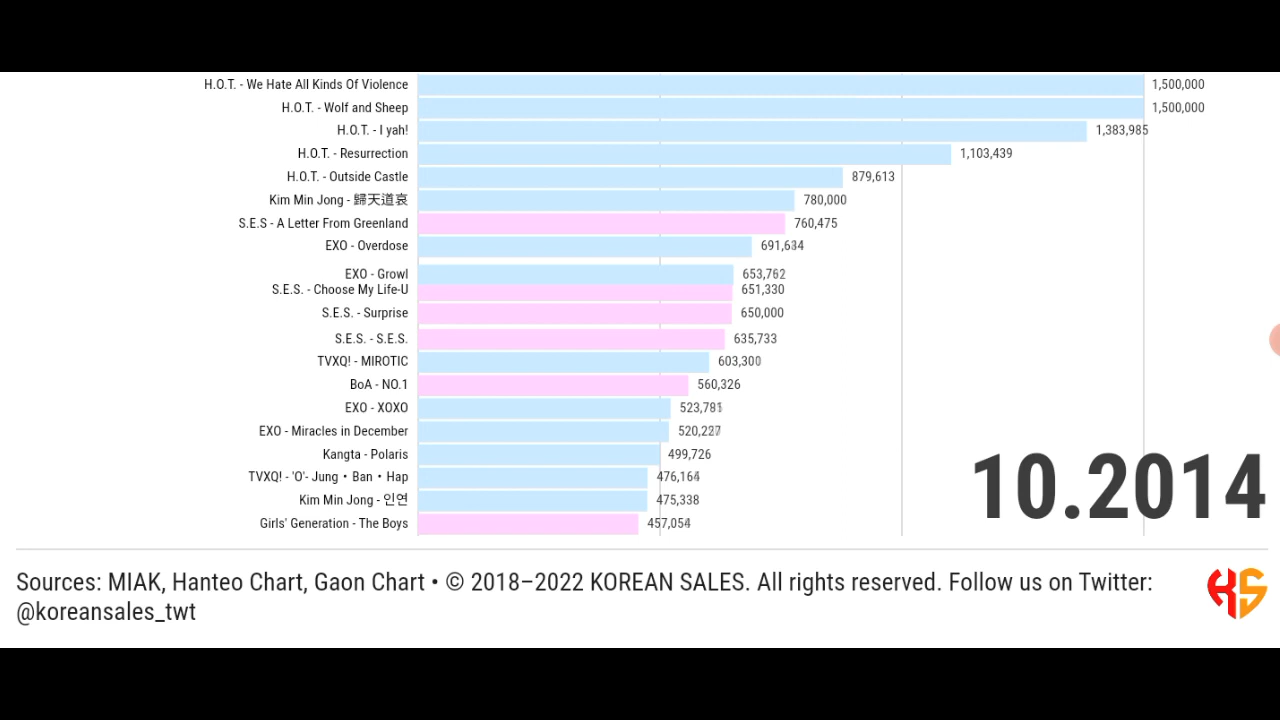 H.O.T. - We Hate All Kinds Of Violence 1,500,000
H.O.T. - Wolf and Sheep 1,500,000
H.O.T. - I yah! 1,383,985
H.O.T. - Resurrection 1,103,439
H.O.T. - Outside Castle 879,613
Kim Min Jong - 歸天道哀 780,000
S.E.S - A Letter From Greenland 760,475
EXO - Overdose
EXO - Growl 653,762
S.E.S. - Choose My Life-U 651,330
S.E.S. - Surprise 650,000
S.E.S. - S.E.S. 635,733
TVXQ! - MIROTIC 603,300
BoA - NO.1 560,326
EXO - XOXO
EXO - Miracles in December
Kangta - Polaris 499,726
TVXQ! - 'O'- Jung・Ban・Hap 476,164
Kim Min Jong - 인연 475,338
Girls' Generation - The Boys 457,054
10.2014
Sources: MIAK, Hanteo Chart, Gaon Chart • © 2018–2022 KOREAN SALES. All rights reserved. Follow us on Twitter:
@koreansales_twt
KS